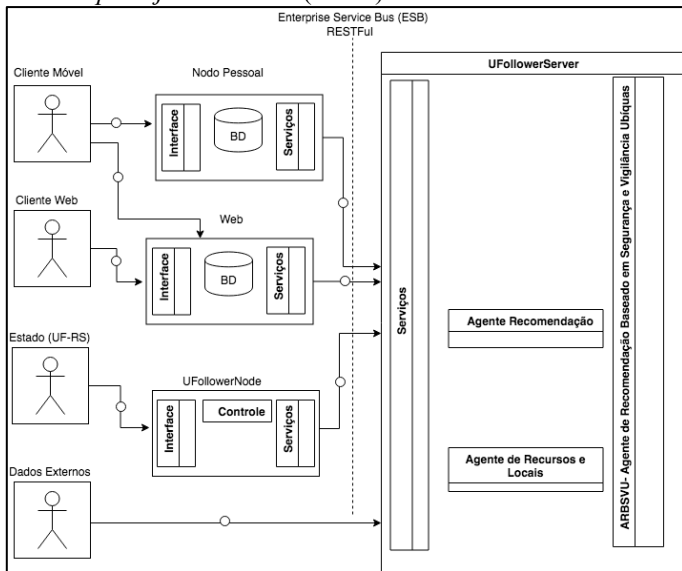 Enterprise Service Bus (ESB)
RESTFul
UFollowerServer
Cliente Móvel
Nodo Pessoal
Interface
BD
Serviços
Cliente Web
Web
Interface
BD
Serviços
Estado (UF-RS)
UFollowerNode
Interface
Controle
Serviços
Dados Externos
Serviços
Agente Recomendação
Agente de Recursos e
Locais
ARBSVU- Agente de Recomendação Baseado em Segurança e Vigilância Ubíquas